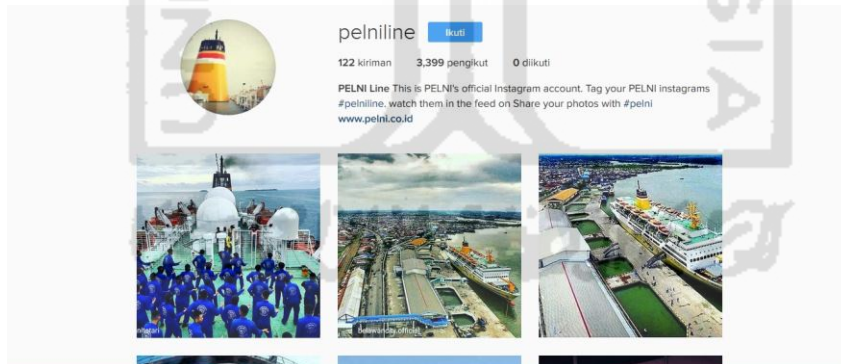 pelniline Ikuti
122 kiriman 3,399 pengikut 0 diikuti
PELNI Line This is PELNI's official Instagram account. Tag your PELNI instagrams
#pelniline. watch them in the feed on Share your photos with #pelni
www.pelni.co.id
Belawancity.official